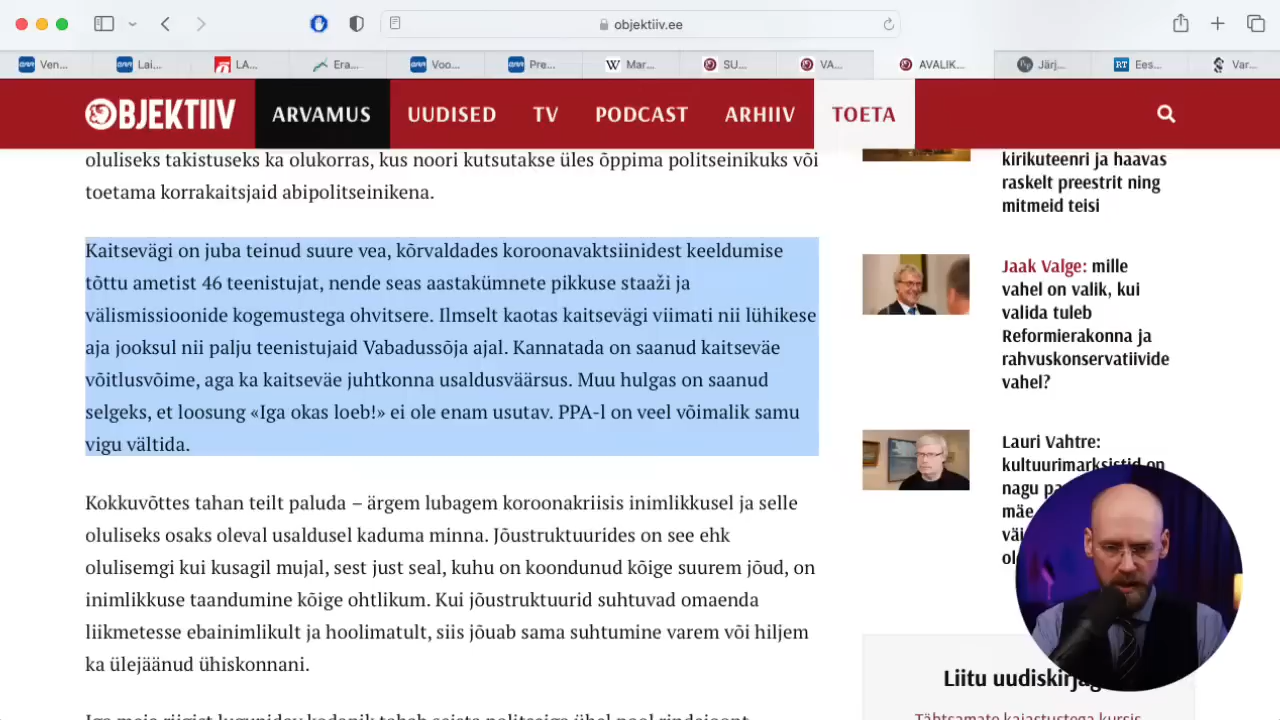 objektiiv.ee
Ven...
Lai...
LA...
Era...
Voo...
Pre...
W
Mar...
SU...
VA...
AVALIK...
Järj...
RT
Ees...
Var...
OBJEKTIIV
ARVAMUS
UUDISED
TV
PODCAST
ARHIIV
TOETA
oluliseks takistuseks ka olukorras, kus noori kutsutakse üles õppima politseinikuks või
toetama korrakaitsjaid abipolitseinikena.
Kaitsevägi on juba teinud suure vea, kõrvaldades koroonavaktsiinidest keeldumise
tõttu ametist 46 teenistujat, nende seas aastakümnete pikkuse staaži ja
välismissioonide kogemustega ohvitsere. Ilmselt kaotas kaitsevägi viimati nii lühikese
aja jooksul nii palju teenistujaid Vabadussõja ajal. Kannatada on saanud kaitseväe
võitlusvõime, aga ka kaitseväe juhtkonna usaldusväärsus. Muu hulgas on saanud
selgeks, et loosung «Iga okas loeb!» ei ole enam usutav. PPA-l on veel võimalik samu
vigu vältida.
Kokkuvõttes tahan teilt paluda – ärgem lubagem koroonakriisis inimlikkusel ja selle
oluliseks osaks oleval usaldusel kaduma minna. Jõustruktuurides on see ehk
olulisemgi kui kusagil mujal, sest just seal, kuhu on koondunud kõige suurem jõud, on
inimlikkuse taandumine kõige ohtlikum. Kui jõustruktuurid suhtuvad omaenda
liikmetesse ebainimlikult ja hoolimatult, siis jõuab sama suhtumine varem või hiljem
ka ülejäänud ühiskonnani.
kirikuteenri ja haavas
raskelt preestrit ning
mitmeid teisi
Jaak Valge: mille
vahel on valik, kui
valida tuleb
Reformierakonna ja
rahvuskonservatiivide
vahel?
Lauri Vahtre:
kultuurimarksistid on
nagu
mäe
Liitu